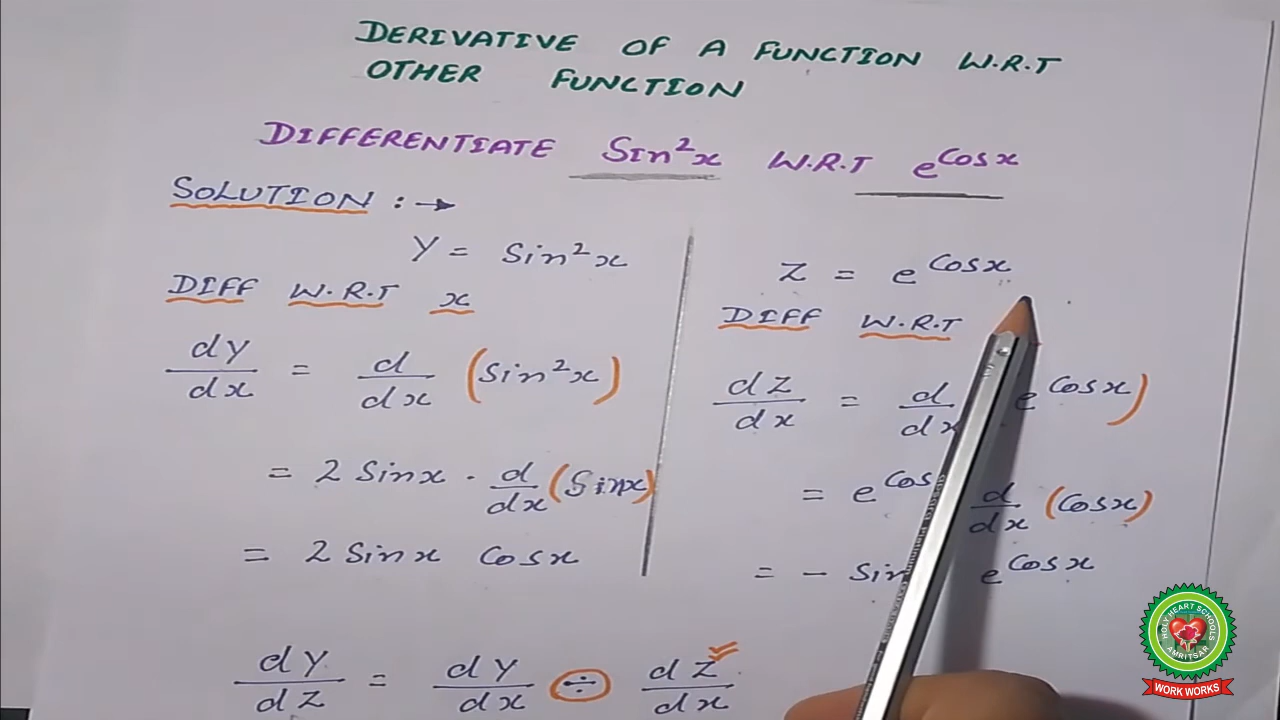 DERIVATIVE OF A FUNCTION W.R.T
OTHER FUNCTION
DIFFERENTIATE Sin²x W.R.T e^Cosx
SOLUTION :→
Y = Sin²x
DIFF W.R.T x
dY/dx = d/dx (Sin²x)
= 2 Sinx · d/dx (Sinx)
= 2 Sinx Cosx
Z = e^Cosx
DIFF W.R.T
dZ/dx = d/dx e^Cosx)
= e^Cos d/dx (Cosx)
= - Sin e^Cosx
dY/dZ = dY/dx ÷ dZ/dx
HOLY HEART SCHOOLS
AMRITSAR
WORK WORKS